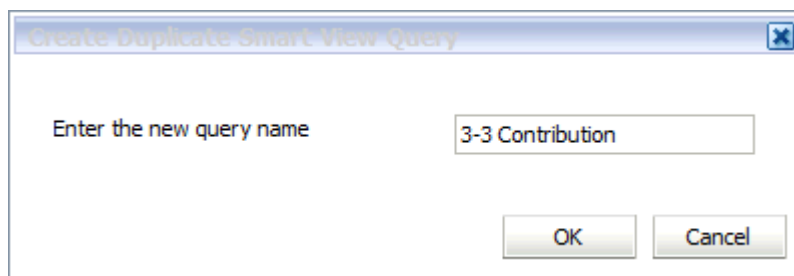 Create Duplicate Smart View Query
Enter the new query name
3-3 Contribution
OK
Cancel